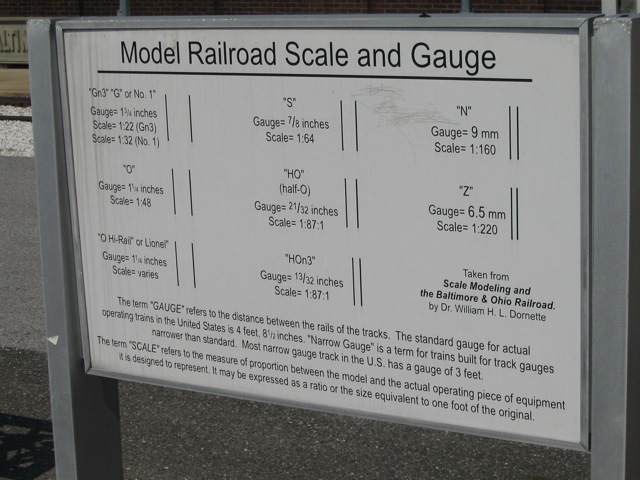 Model Railroad Scale and Gauge
"Gn3" "G" or No. 1"
Gauge= 1 3/4 inches
Scale= 1:22 (Gn3)
Scale= 1:32 (No. 1)
"O"
Gauge= 1 1/4 inches
Scale= 1:48
"O Hi-Rail" or Lionel"
Gauge= 1 1/4 inches
Scale= varies
"S"
Gauge= 7/8 inches
Scale= 1:64
"HO"
(half-O)
Gauge= 21/32 inches
Scale= 1:87:1
"HOn3"
Gauge= 13/32 inches
Scale= 1:87:1
"N"
Gauge= 9 mm
Scale= 1:160
"Z"
Gauge= 6.5 mm
Scale= 1:220
Taken from
Scale Modeling and
the Baltimore & Ohio Railroad.
by Dr. William H. L. Dornette
The term "GAUGE" refers to the distance between the rails of the tracks. The standard gauge for actual
operating trains in the United States is 4 feet, 8 1/2 inches. "Narrow Gauge" is a term for trains built for track gauges
narrower than standard. Most narrow gauge track in the U.S. has a gauge of 3 feet.
The term "SCALE" refers to the measure of proportion between the model and the actual operating piece of equipment
it is designed to represent. It may be expressed as a ratio or the size equivalent to one foot of the original.